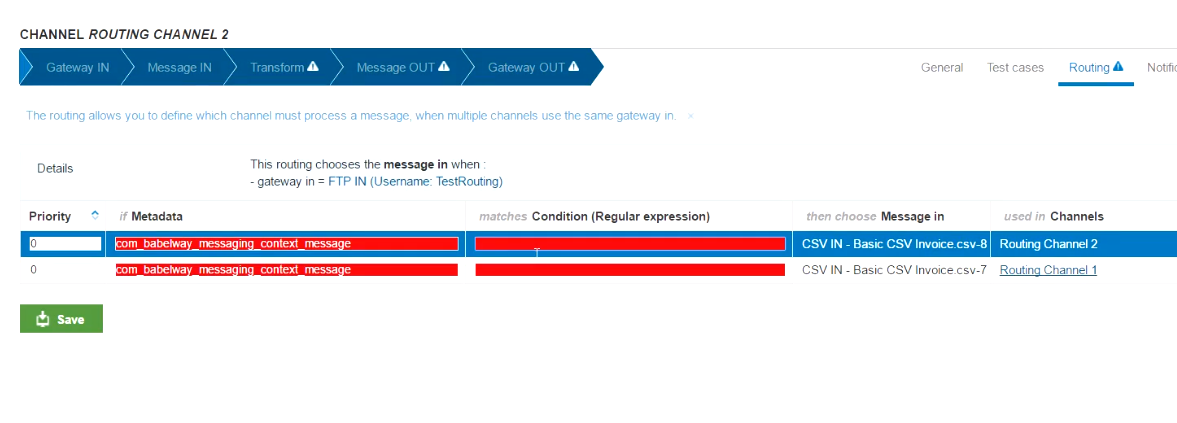 CHANNEL ROUTING CHANNEL 2
Gateway IN Message IN Transform Message OUT Gateway OUT General Test cases Routing Notific
The routing allows you to define which channel must process a message, when multiple channels use the same gateway in. ×
Details
This routing chooses the message in when :
- gateway in = FTP IN (Username: TestRouting)
Priority if Metadata matches Condition (Regular expression) then choose Message in used in Channels
0 com_babelway_messaging_context_message CSV IN - Basic CSV Invoice.csv-8 Routing Channel 2
0 com_babelway_messaging_context_message CSV IN - Basic CSV Invoice.csv-7 Routing Channel 1
Save